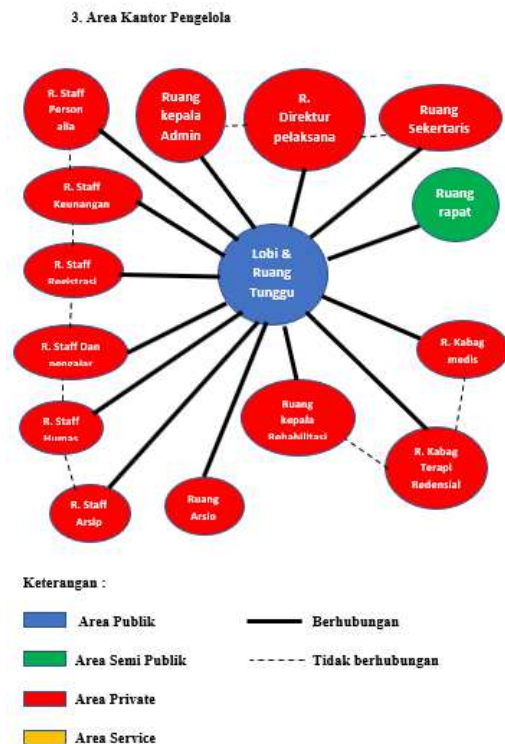 3. Area Kantor Pengelola
R. Staff
Person
alia
Ruang
kepala
Admin
R.
Direktur
pelaksana
Ruang
Sekertaris
R. Staff
Keunangan
Ruang
rapat
Lobi &
Ruang
Tunggu
R. Staff
Registrasi
R. Staff Dan
R. Kabag
medis
R. Staff
Humas
Ruang
kepala
Rehabilitasi
R. Kabag
Terapi
Redensial
R. Staff
Arsip
Ruang
Arsip
Keterangan :
Area Publik
Berhubungan
Area Semi Publik
Tidak berhubungan
Area Private
Area Service